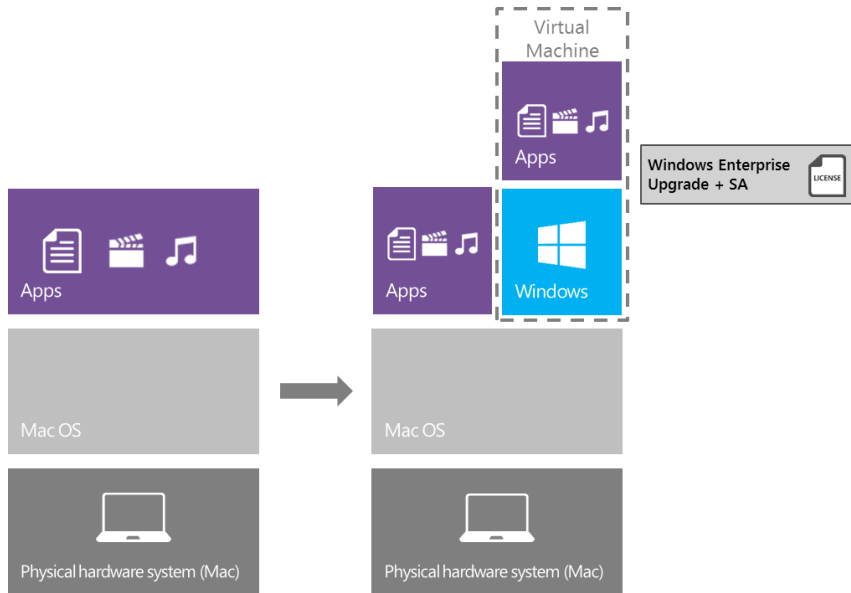 Virtual
Machine
Apps
Windows Enterprise
Upgrade + SA
LICENSE
Apps
Apps
Windows
Mac OS
Mac OS
Physical hardware system (Mac)
Physical hardware system (Mac)